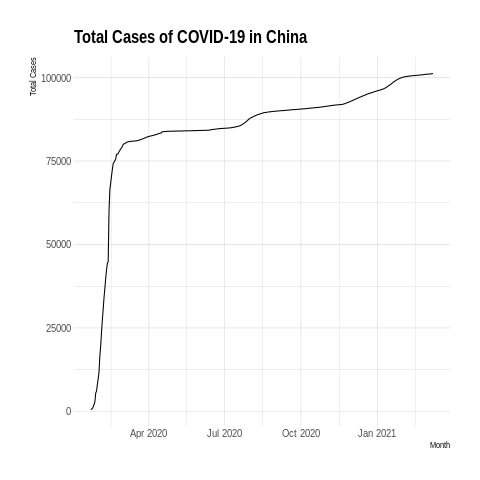 Total Cases of COVID-19 in China
Total Cases
100000
75000
50000
25000
0
Apr 2020
Jul 2020
Oct 2020
Jan 2021
Month